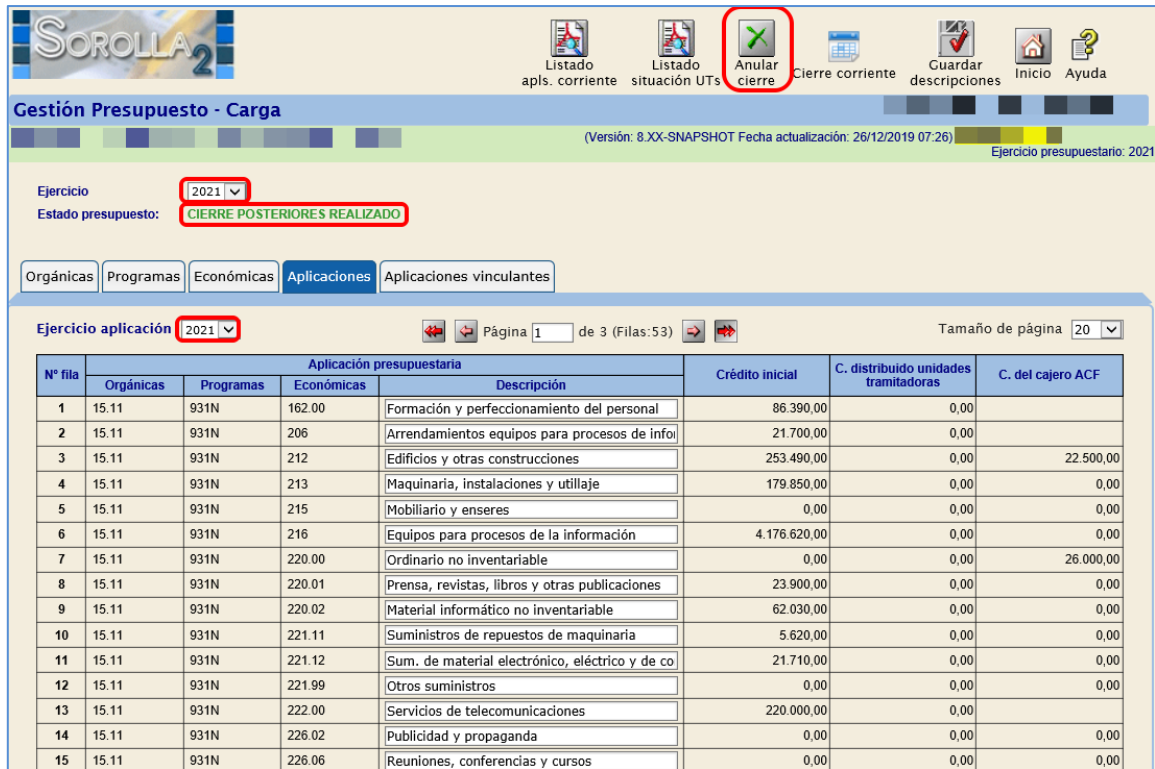 SOROLLA2
Listado apls. corriente
Listado situación UTs
Anular cierre
Cierre corriente
Guardar descripciones
Inicio
Ayuda
Gestión Presupuesto - Carga
(Versión: 8.XX-SNAPSHOT Fecha actualización: 26/12/2019 07:26)
Ejercicio presupuestario: 2021
Ejercicio 2021
Estado presupuesto: CIERRE POSTERIORES REALIZADO
Orgánicas Programas Económicas Aplicaciones Aplicaciones vinculantes
Ejercicio aplicación 2021 Página 1 de 3 (Filas:53) Tamaño de página 20
Nº fila Aplicación presupuestaria Crédito inicial C. distribuido unidades tramitadoras C. del cajero ACF
Orgánicas Programas Económicas Descripción
1 15.11 931N 162.00 Formación y perfeccionamiento del personal 86.390,00 0,00
2 15.11 931N 206 Arrendamientos equipos para procesos de infor 21.700,00 0,00
3 15.11 931N 212 Edificios y otras construcciones 253.490,00 0,00 22.500,00
4 15.11 931N 213 Maquinaria, instalaciones y utillaje 179.850,00 0,00 0,00
5 15.11 931N 215 Mobiliario y enseres 0,00 0,00 0,00
6 15.11 931N 216 Equipos para procesos de la información 4.176.620,00 0,00 0,00
7 15.11 931N 220.00 Ordinario no inventariable 0,00 0,00 26.000,00
8 15.11 931N 220.01 Prensa, revistas, libros y otras publicaciones 23.900,00 0,00 0,00
9 15.11 931N 220.02 Material informático no inventariable 62.030,00 0,00 0,00
10 15.11 931N 221.11 Suministros de repuestos de maquinaria 5.620,00 0,00 0,00
11 15.11 931N 221.12 Sum. de material electrónico, eléctrico y de co 21.710,00 0,00 0,00
12 15.11 931N 221.99 Otros suministros 0,00 0,00 0,00
13 15.11 931N 222.00 Servicios de telecomunicaciones 220.000,00 0,00
14 15.11 931N 226.02 Publicidad y propaganda 0,00 0,00 0,00
15 15.11 931N 226.06 Reuniones, conferencias y cursos 0,00 0,00 0,00